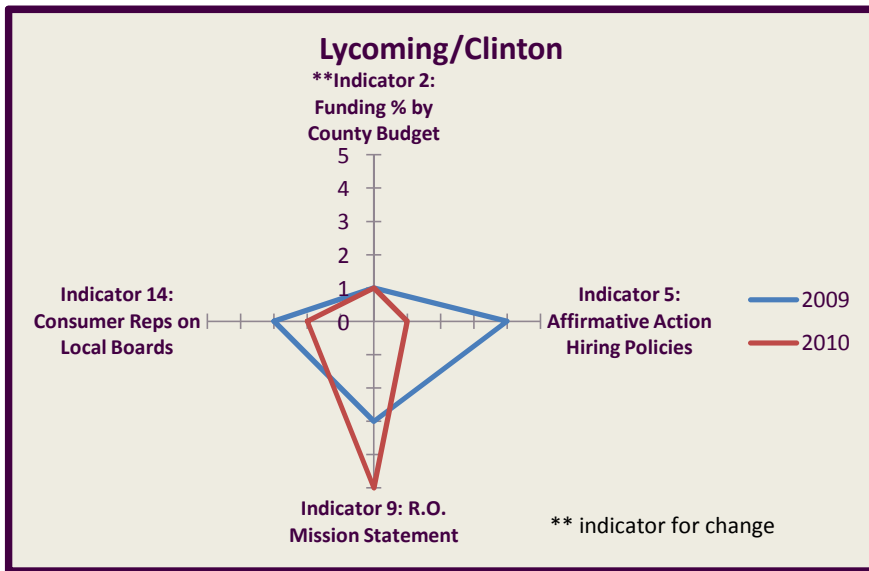 Lycoming/Clinton
**Indicator 2:
Funding % by
County Budget
5
4
3
2
1
0
Indicator 14:
Consumer Reps on
Local Boards
Indicator 5:
Affirmative Action
Hiring Policies
2009
2010
Indicator 9: R.O.
Mission Statement
** indicator for change